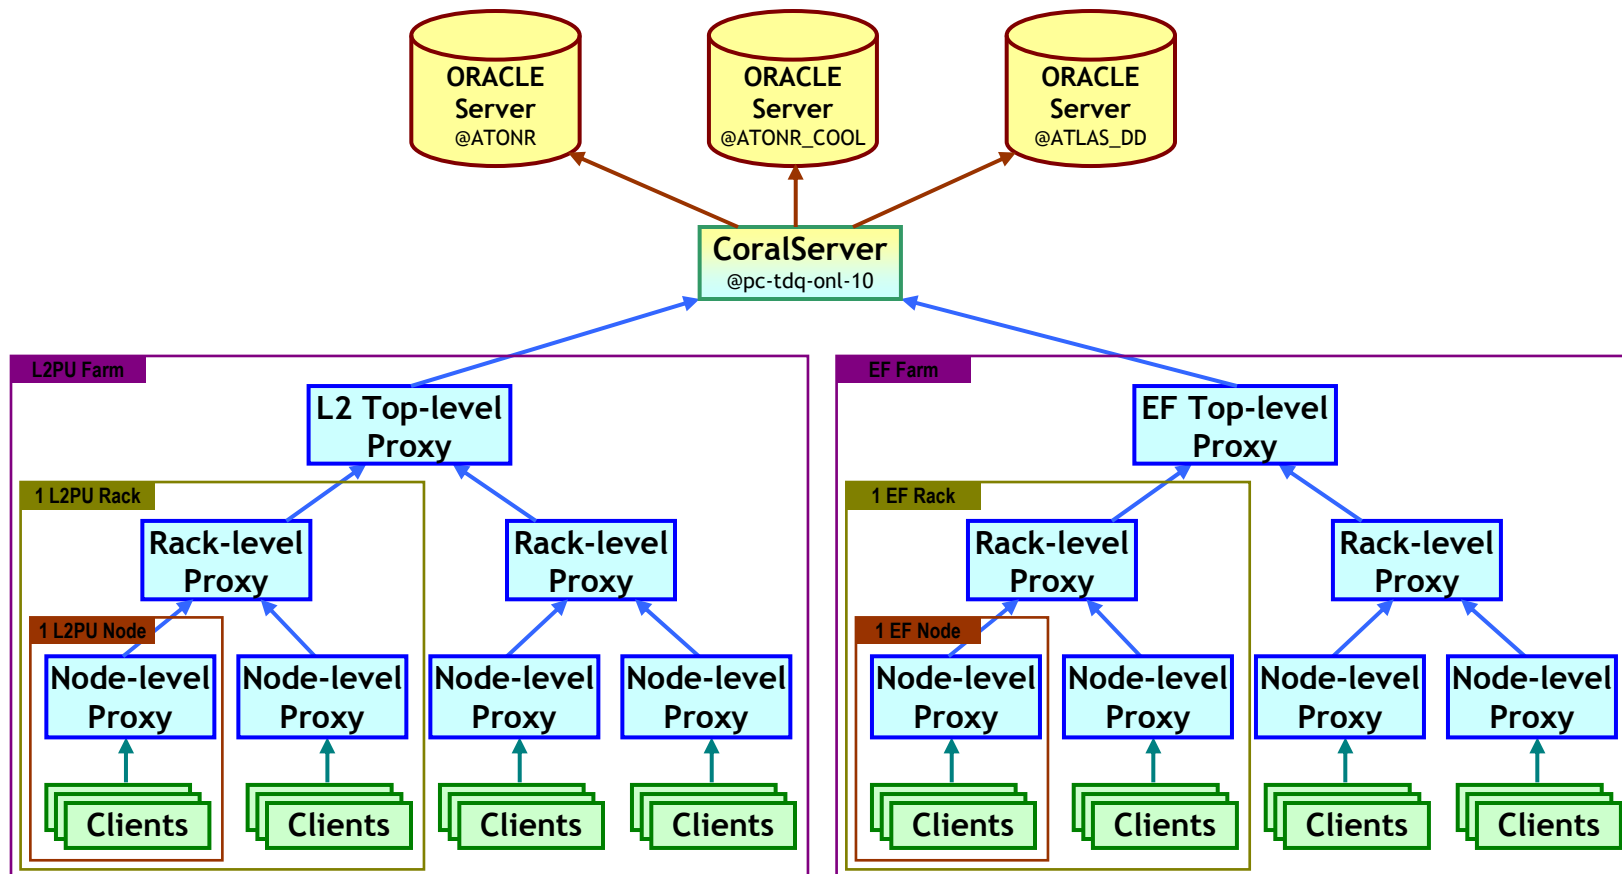 ORACLE
Server
@ATONR
ORACLE
Server
@ATONR_COOL
ORACLE
Server
@ATLAS_DD
CoralServer
@pc-tdq-onl-10
L2PU Farm
L2 Top-level
Proxy
1 L2PU Rack
Rack-level
Proxy
Rack-level
Proxy
1 L2PU Node
Node-level
Proxy
Node-level
Proxy
Node-level
Proxy
Node-level
Proxy
Clients
Clients
Clients
Clients
EF Farm
EF Top-level
Proxy
1 EF Rack
Rack-level
Proxy
Rack-level
Proxy
1 EF Node
Node-level
Proxy
Node-level
Proxy
Node-level
Proxy
Node-level
Proxy
Clients
Clients
Clients
Clients